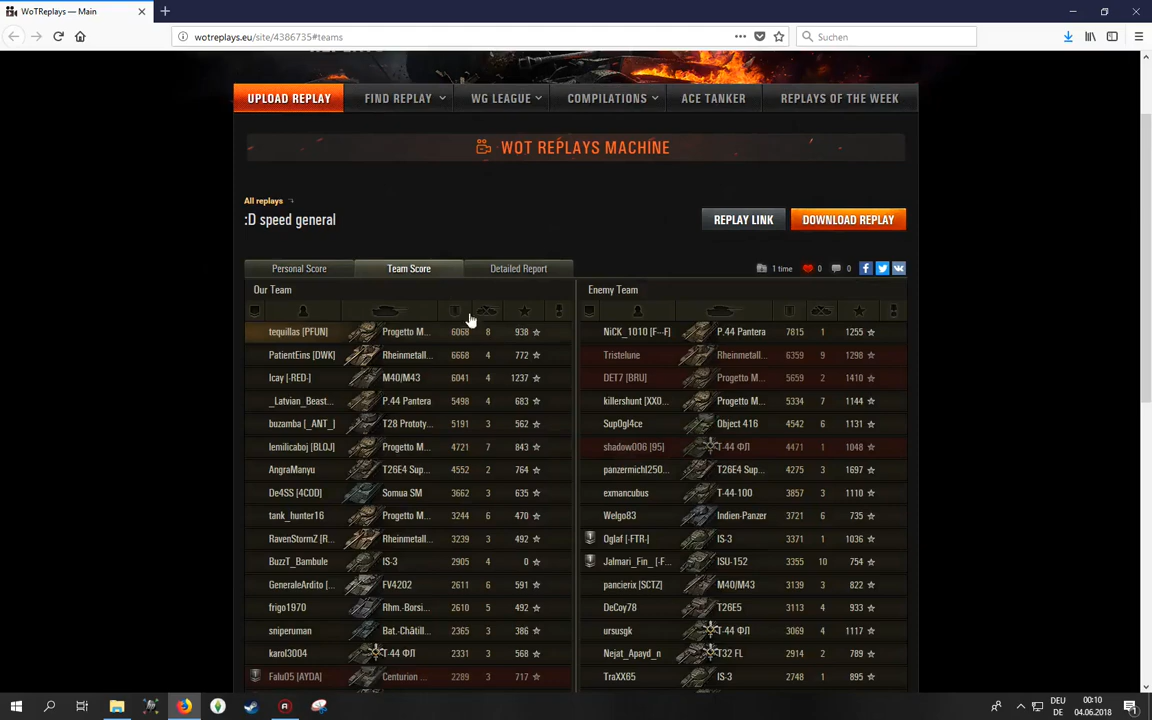 WoTReplays — Main
wotreplays.eu/site/4386735#teams
Suchen
UPLOAD REPLAY FIND REPLAY WG LEAGUE COMPILATIONS ACE TANKER REPLAYS OF THE WEEK
WOT REPLAYS MACHINE
All replays
:D speed general
REPLAY LINK DOWNLOAD REPLAY
Personal Score Team Score Detailed Report 1 time 0 0
Our Team Enemy Team
tequillas [PFUN] Progetto M... 6068 8 938 NiCK_1010 [F--F] P.44 Pantera 7815 1 1255
PatientEins [DWK] Rheinmetall... 6668 4 772 Tristelune Rheinmetall... 6359 9 1298
Icay [-RED-] M40/M43 6041 4 1237 DET7 [BRU] Progetto M... 5659 2 1410
_Latvian_Beast... P.44 Pantera 5498 4 683 killershunt [XXO... Progetto M... 5334 7 1144
buzamba [_ANT_] T28 Prototy... 5191 3 562 Sup0gl4ce Object 416 4542 6 1131
lemilicaboj [BLOJ] Progetto M... 4721 7 843 shadow006 [95] T-44 ФЛ 4471 1 1048
AngraManyu T26E4 Sup... 4552 2 764 panzermichl250... T26E4 Sup... 4275 3 1697
De4SS [4COD] Somua SM 3662 3 635 exmancubus T-44-100 3857 3 1110
tank_hunter16 Progetto M... 3244 6 470 Welgo83 Indien-Panzer 3721 6 735
RavenStormZ [R... Rheinmetall... 3239 3 492 Oglaf [-FTR-] IS-3 3371 1 1036
BuzzT_Bambule IS-3 2905 4 0 Jalmari_Fin_ [-F... ISU-152 3355 10 754
GeneraleArdito [... FV4202 2611 6 591 pancierix [SCTZ] M40/M43 3139 3 822
frigo1970 Rhm.-Borsi... 2610 5 492 DeCoy78 T26E5 3113 4 933
sniperuman Bat.-Châtill... 2365 3 386 ursusgk T-44 ФЛ 3069 4 1117
karol3004 T-44 ФЛ 2331 3 568 Nejat_Apayd_n T32 FL 2914 2 789
Falu05 [AYDA] Centurion ... 2289 3 717 TraXX65 IS-3 2748 1 895
DEU
DE
00:10
04.06.2018